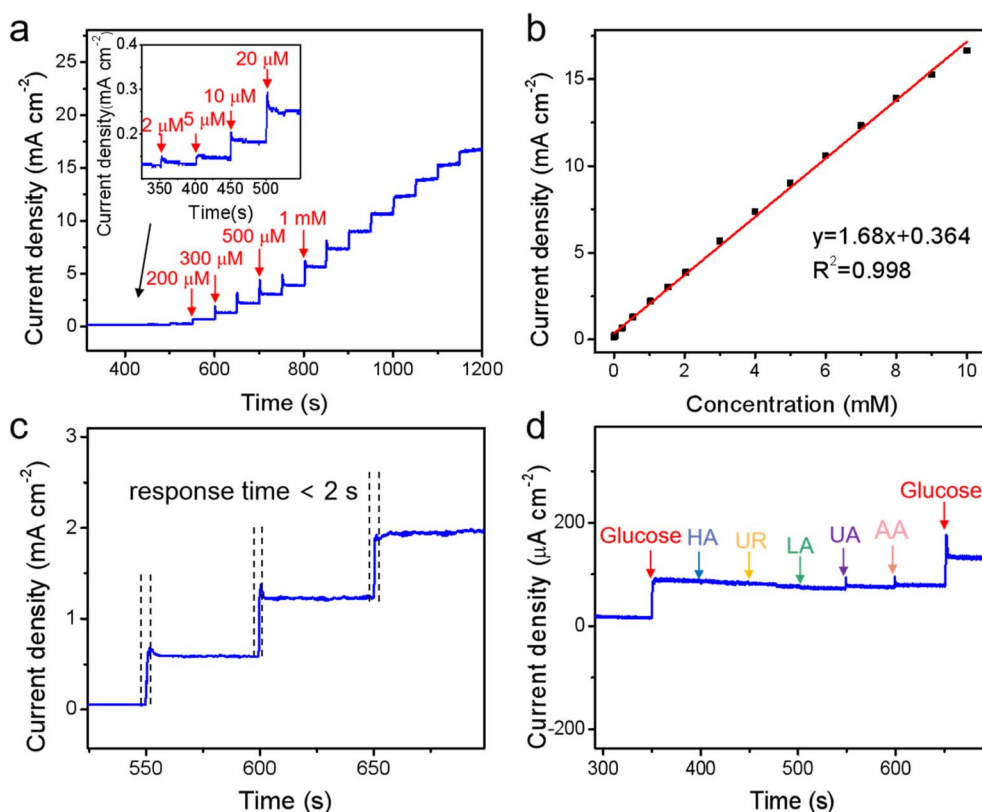 a
Current density (mA cm⁻²)
25
20
15
10
5
0
400
600
800
1000
1200
Time (s)
Current density(mA cm⁻²)
0.4
0.3
0.2
350
400
450
500
Time(s)
2 μM
5 μM
10 μM
20 μM
200 μM
300 μM
500 μM
1 mM
b
Current density (mA cm⁻²)
15
10
5
0
0
2
4
6
8
10
Concentration (mM)
y=1.68x+0.364
R²=0.998
c
Current density (mA cm⁻²)
3
2
1
0
550
600
650
Time (s)
response time < 2 s
d
Current density (μA cm⁻²)
200
0
-200
300
400
500
600
Time (s)
Glucose
HA
UR
LA
UA
AA
Glucose